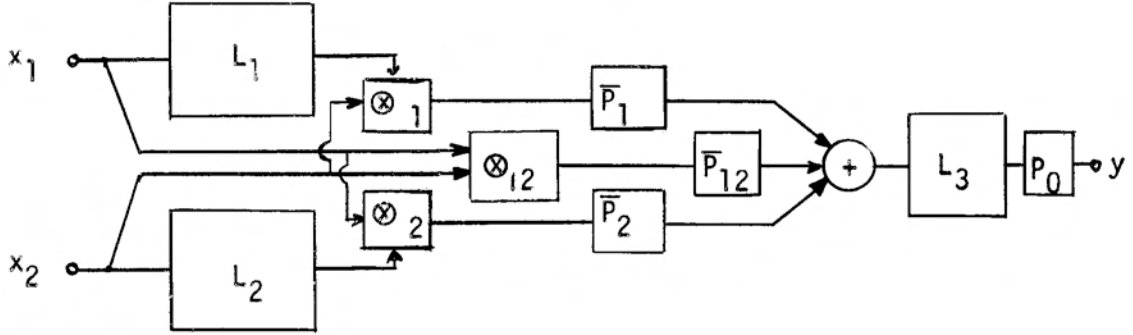 x₁
L₁
⊗ ₁
P̅₁
⊗₁₂
P̅₁₂
+
L₃
P₀
y
⊗ ₂
P̅₂
x₂
L₂